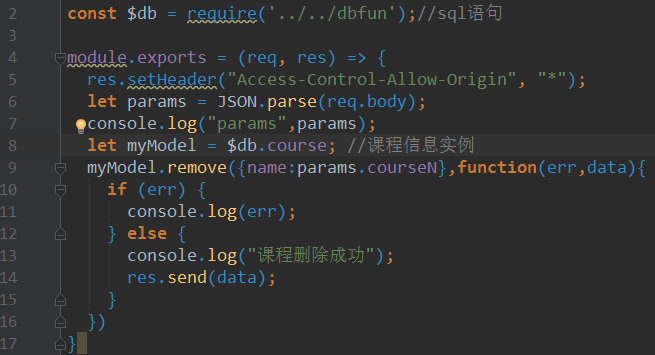 2 const $db = require('../../dbfun');//sql语句
3
4 module.exports = (req, res) => {
5 res.setHeader("Access-Control-Allow-Origin", "*");
6 let params = JSON.parse(req.body);
7 console.log("params",params);
8 let myModel = $db.course; //课程信息实例
9 myModel.remove({name:params.courseN},function(err,data){
10 if (err) {
11 console.log(err);
12 } else {
13 console.log("课程删除成功");
14 res.send(data);
15 }
16 })
17 }